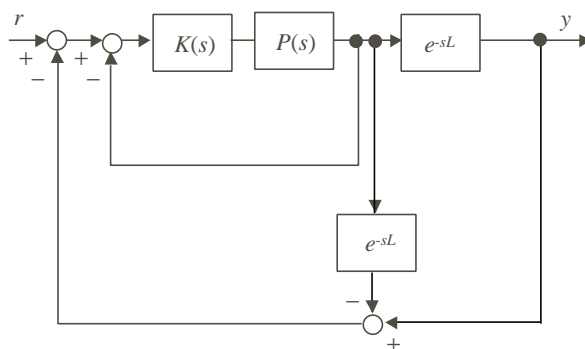 r
y
K(s)
P(s)
e^{-sL}
+
−
+
−
e^{-sL}
−
+